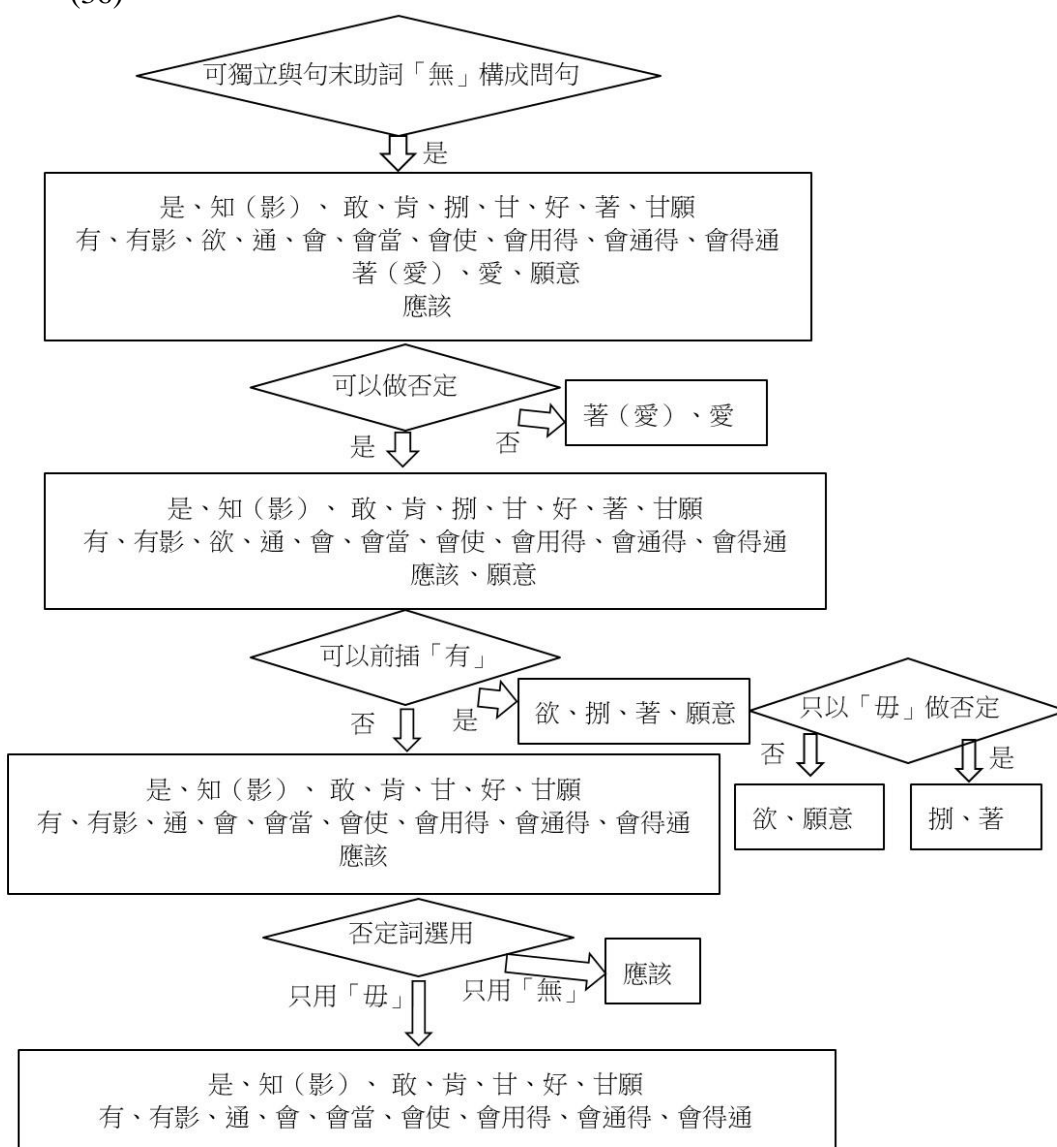 可獨立與句末助詞「無」構成問句
是
是、知（影）、 敢、肯、捌、甘、好、著、甘願
有、有影、欲、通、會、會當、會使、會用得、會通得、會得通
著（愛）、愛、願意
應該
可以做否定
是
否
著（愛）、愛
是、知（影）、 敢、肯、捌、甘、好、著、甘願
有、有影、欲、通、會、會當、會使、會用得、會通得、會得通
應該、願意
可以前插「有」
否
是
欲、捌、著、願意
只以「毋」做否定
否
是
欲、願意
捌、著
是、知（影）、 敢、肯、甘、好、甘願
有、有影、通、會、會當、會使、會用得、會通得、會得通
應該
否定詞選用
只用「毋」
只用「無」
應該
是、知（影）、 敢、肯、甘、好、甘願
有、有影、通、會、會當、會使、會用得、會通得、會得通